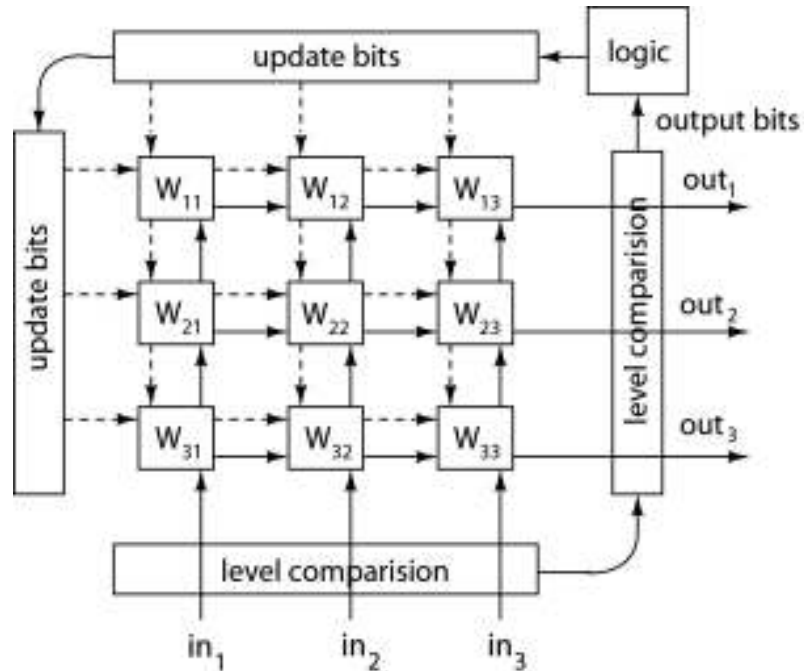 update bits
logic
output bits
update bits
W11
W12
W13
out1
W21
W22
W23
out2
level comparision
W31
W32
W33
out3
level comparision
in1
in2
in3